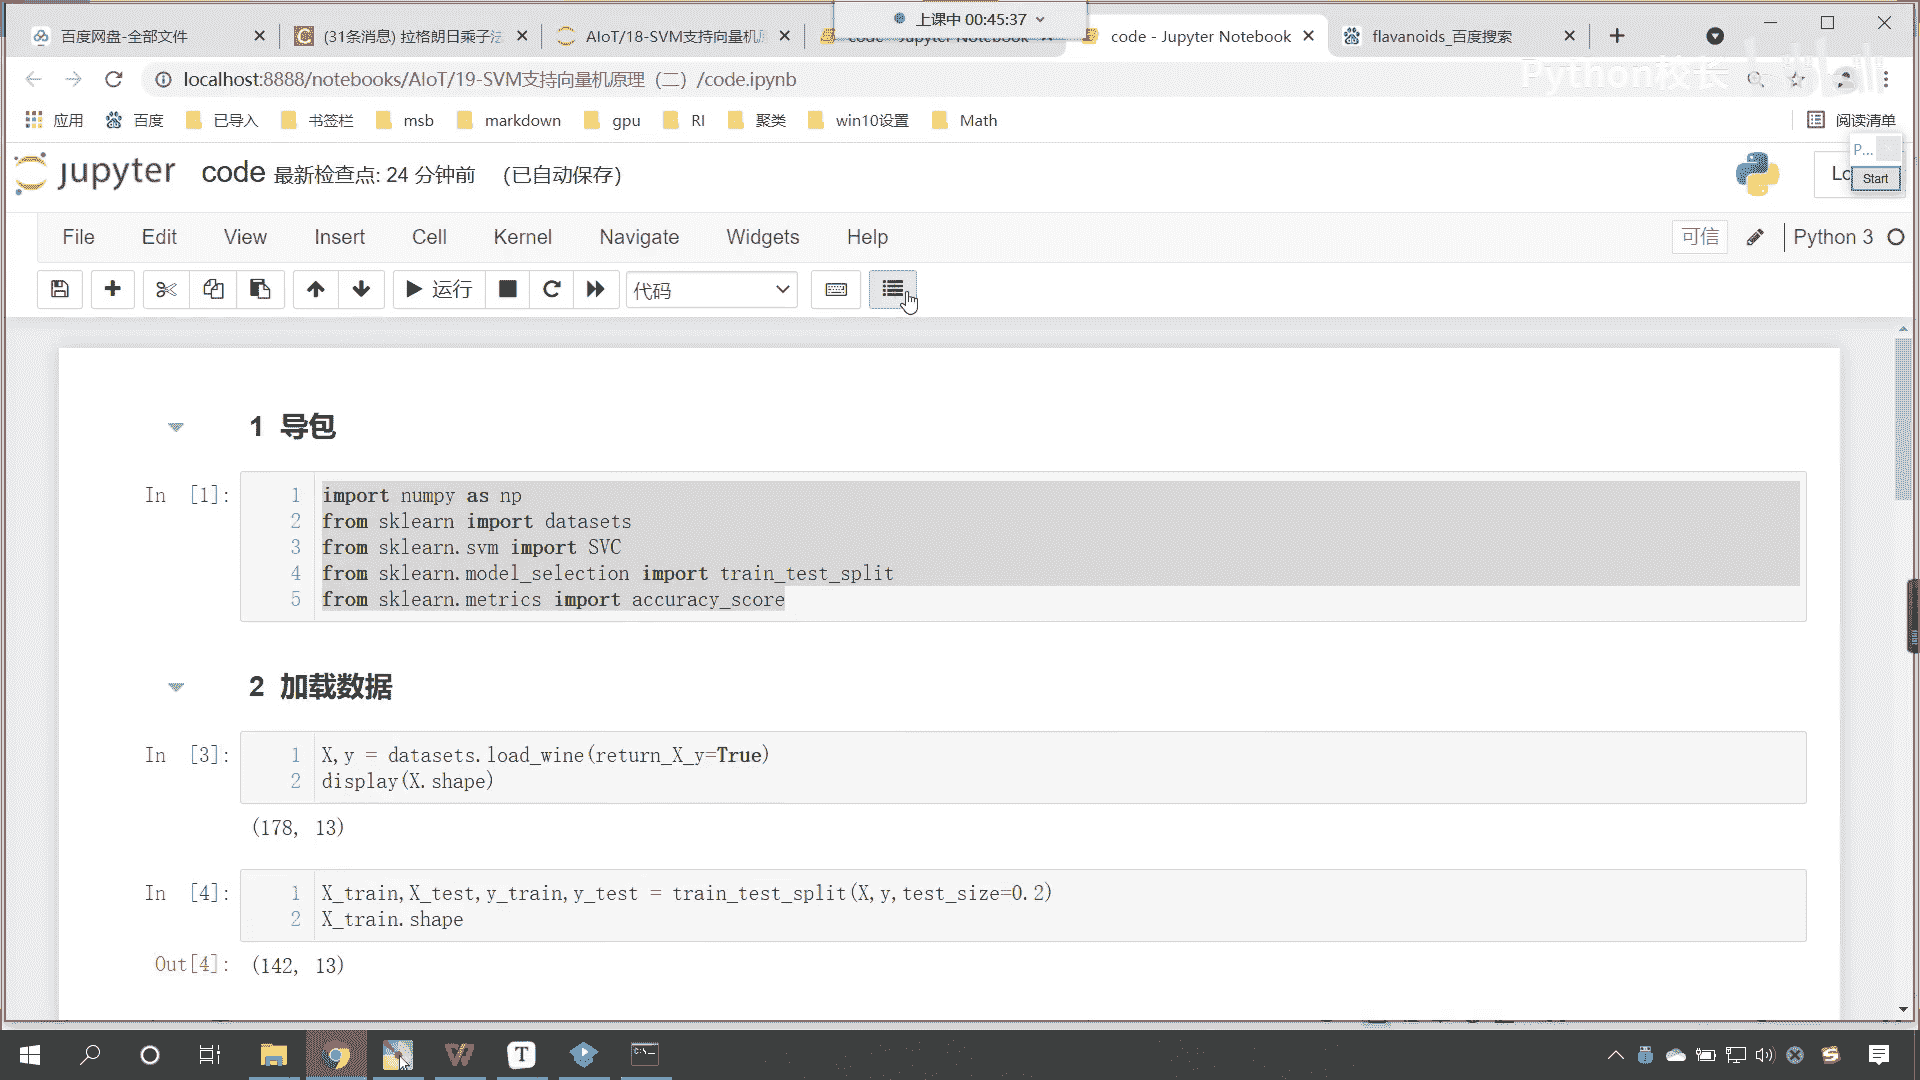 上课中 00:45:37
百度网盘-全部文件
(31条消息) 拉格朗日乘子法
AIoT/18-SVM支持向量机原
code - Jupyter Notebook
code - Jupyter Notebook
flavanoids_百度搜索
localhost:8888/notebooks/AIoT/19-SVM支持向量机原理（二）/code.ipynb
Python校长
应用
百度
已导入
书签栏
msb
markdown
gpu
RI
聚类
win10设置
Math
阅读清单
P...
Start
jupyter
code 最新检查点: 24 分钟前 (已自动保存)
Lo
File
Edit
View
Insert
Cell
Kernel
Navigate
Widgets
Help
可信
Python 3
运行
代码
1 导包
In [1]:
1 import numpy as np
2 from sklearn import datasets
3 from sklearn.svm import SVC
4 from sklearn.model_selection import train_test_split
5 from sklearn.metrics import accuracy_score
2 加载数据
In [3]:
1 X,y = datasets.load_wine(return_X_y=True)
2 display(X.shape)
(178, 13)
In [4]:
1 X_train,X_test,y_train,y_test = train_test_split(X,y,test_size=0.2)
2 X_train.shape
Out[4]: (142, 13)